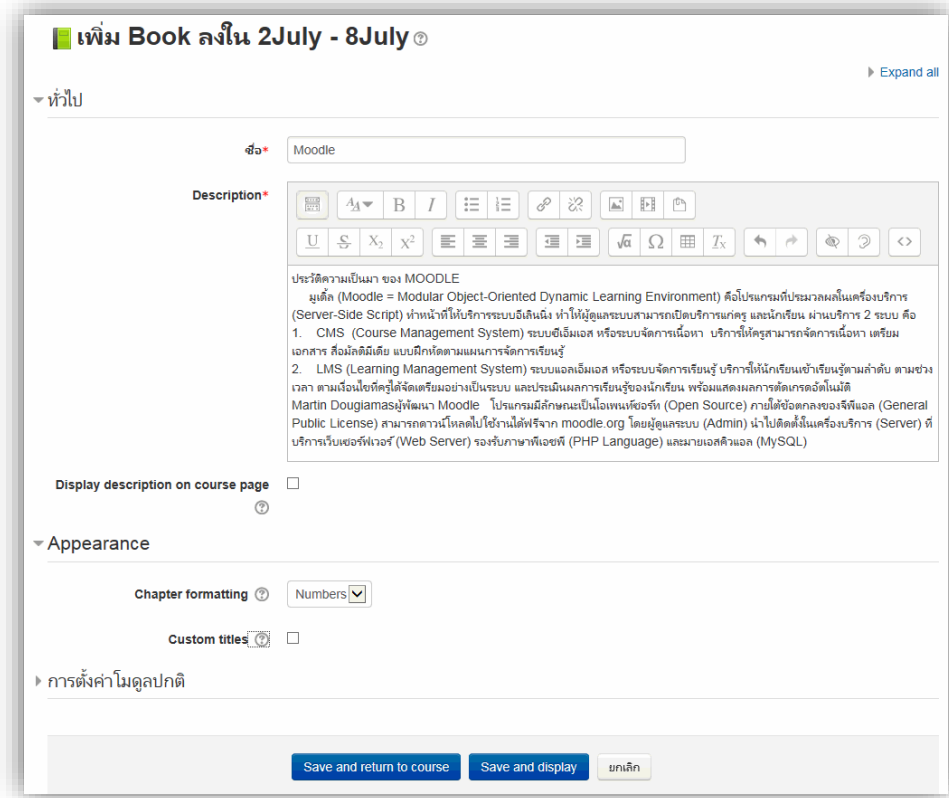 เพิ่ม Book ลงใน 2July - 8July
Expand all
ทั่วไป
ชื่อ*
Moodle
Description*
ประวัติความเป็นมา ของ MOODLE
มูเดิ้ล (Moodle = Modular Object-Oriented Dynamic Learning Environment) คือโปรแกรมที่ประมวลผลในเครื่องบริการ
(Server-Side Script) ทำหน้าที่ให้บริการระบบอีเลินนิ่ง ทำให้ผู้ดูแลระบบสามารถเปิดบริการแก่ครู และนักเรียน ผ่านบริการ 2 ระบบ คือ
1. CMS (Course Management System) ระบบซีเอ็มเอส หรือระบบจัดการเนื้อหา บริการให้ครูสามารถจัดการเนื้อหา เตรียม
เอกสาร สื่อมัลติมีเดีย แบบฝึกหัดตามแผนการจัดการเรียนรู้
2. LMS (Learning Management System) ระบบแอลเอ็มเอส หรือระบบจัดการเรียนรู้ บริการให้นักเรียนเข้าเรียนรู้ตามลำดับ ตามช่วง
เวลา ตามเงื่อนไขที่ครูได้จัดเตรียมอย่างเป็นระบบ และประเมินผลการเรียนรู้ของนักเรียน พร้อมแสดงผลการตัดเกรดอัตโนมัติ
Martin Dougiamasผู้พัฒนา Moodle โปรแกรมมีลักษณะเป็นโอเพนท์ซอร์ท (Open Source) ภายใต้ข้อตกลงของจีพีแอล (General
Public License) สามารถดาวน์โหลดไปใช้งานได้ฟรีจาก moodle.org โดยผู้ดูแลระบบ (Admin) นำไปติดตั้งในเครื่องบริการ (Server) ที่
บริการเว็บเซอร์ฟเวอร์ (Web Server) รองรับภาษาพีเอชพี (PHP Language) และมายเอสคิวแอล (MySQL)
Display description on course page
Appearance
Chapter formatting
Numbers
Custom titles
การตั้งค่าโมดูลปกติ
Save and return to course
Save and display
ยกเลิก